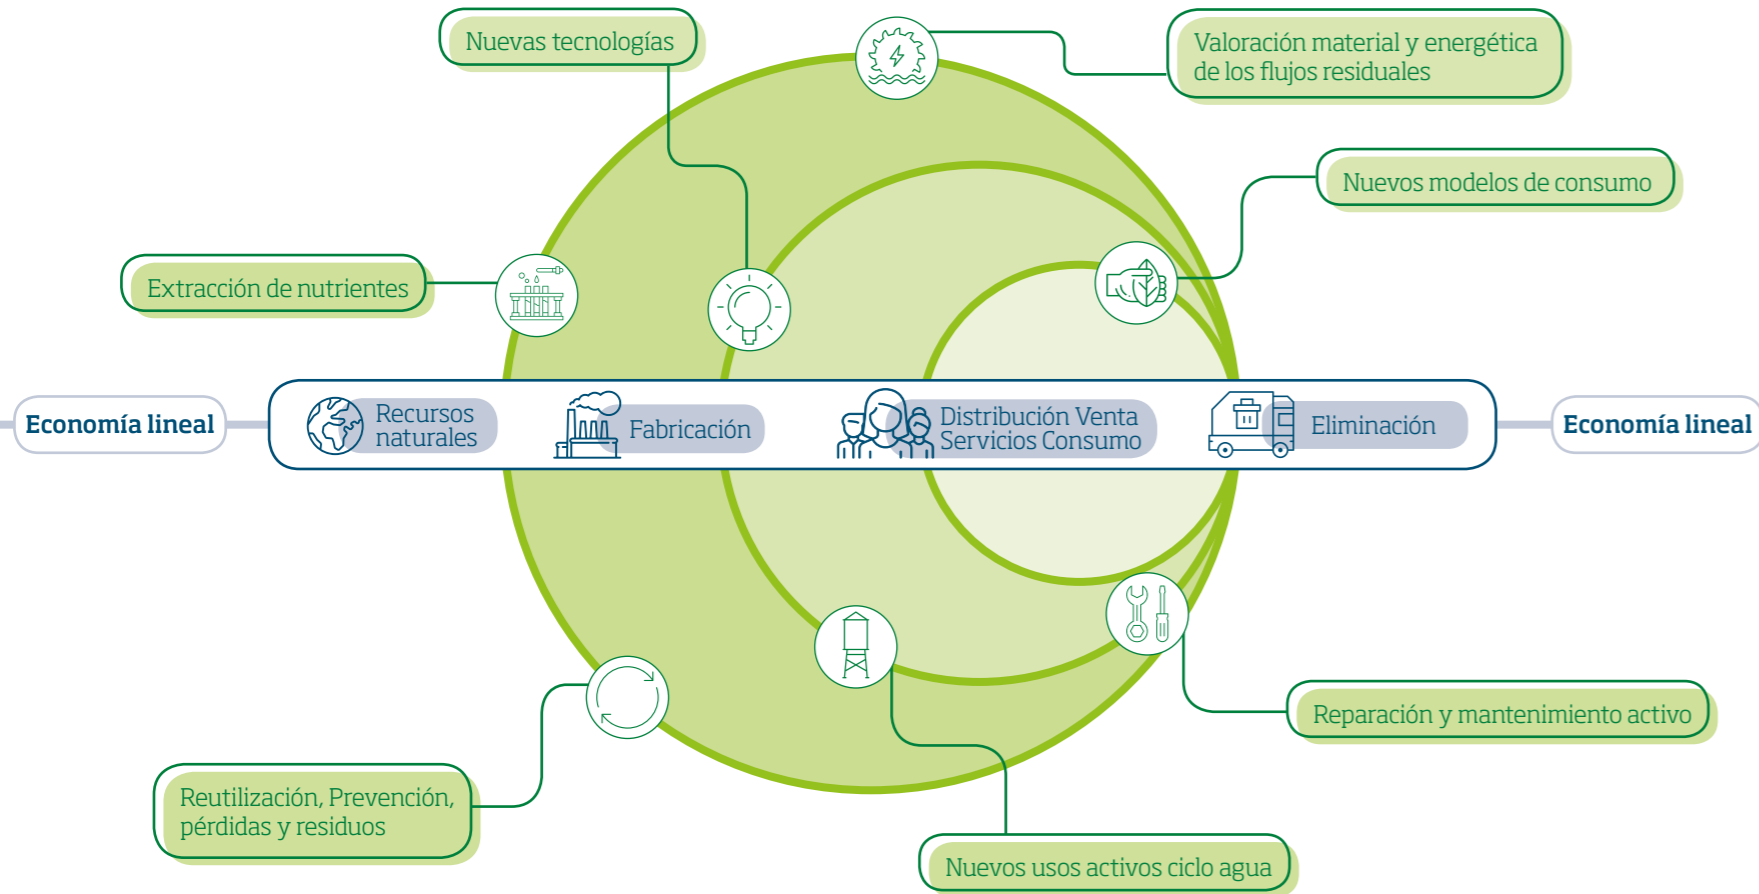 Nuevas tecnologías
Valoración material y energética
de los flujos residuales
Nuevos modelos de consumo
Extracción de nutrientes
Economía lineal
Recursos
naturales
Fabricación
Distribución Venta
Servicios Consumo
Eliminación
Economía lineal
Reparación y mantenimiento activo
Reutilización, Prevención,
pérdidas y residuos
Nuevos usos activos ciclo agua